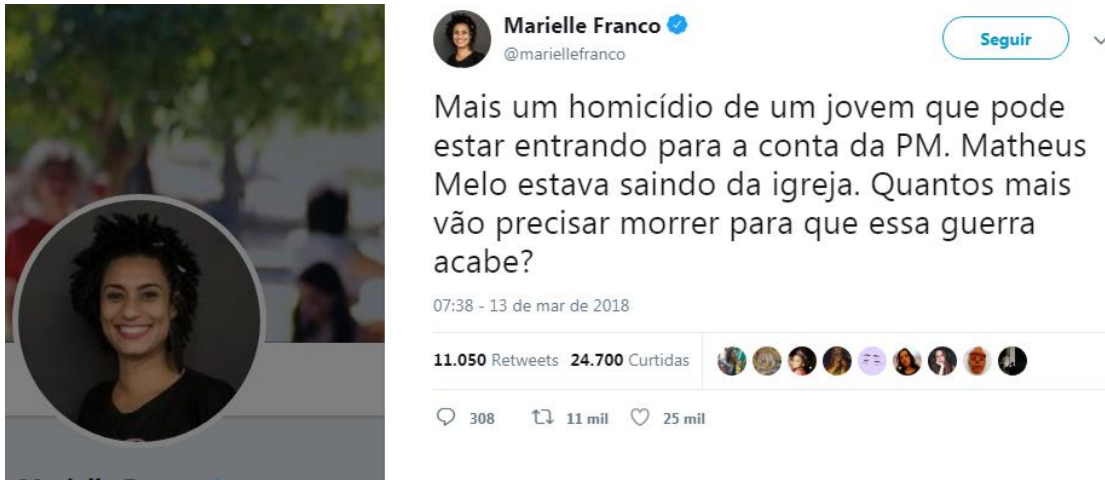 Marielle Franco
@mariellefranco
Seguir
Mais um homicídio de um jovem que pode
estar entrando para a conta da PM. Matheus
Melo estava saindo da igreja. Quantos mais
vão precisar morrer para que essa guerra
acabe?
07:38 - 13 de mar de 2018
11.050 Retweets 24.700 Curtidas
308 11 mil 25 mil